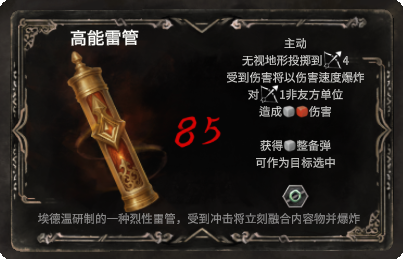 高能雷管
主动
无视地形投掷到4
受到伤害将以伤害速度爆炸
对1非友方单位
造成伤害
85
获得整备弹
可作为目标选中
埃德温研制的一种烈性雷管，受到冲击将立刻融合内容物并爆炸